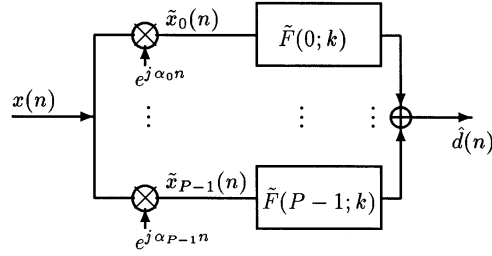 x̃₀(n)
F̃(0; k)
e^{jα₀n}
x(n)
d̂(n)
x̃_{P−1}(n)
F̃(P − 1; k)
e^{jα_{P−1}n}